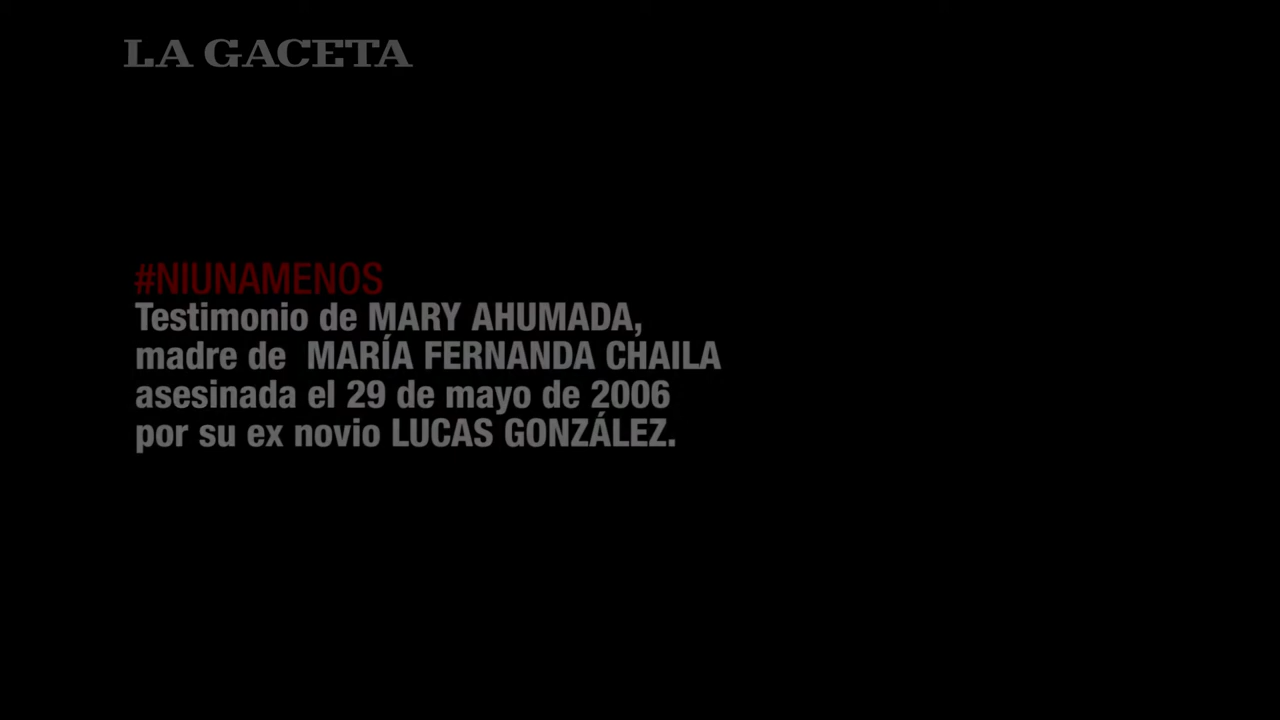 LA GACETA
#NIUNAMENOS
Testimonio de MARY AHUMADA,
madre de MARÍA FERNANDA CHAILA
asesinada el 29 de mayo de 2006
por su ex novio LUCAS GONZÁLEZ.